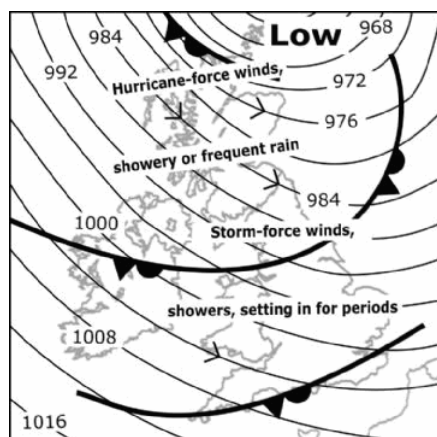 968
984
Low
992
972
Hurricane-force winds,
976
showery or frequent rain
984
1000
Storm-force winds,
showers, setting in for periods
1008
1016